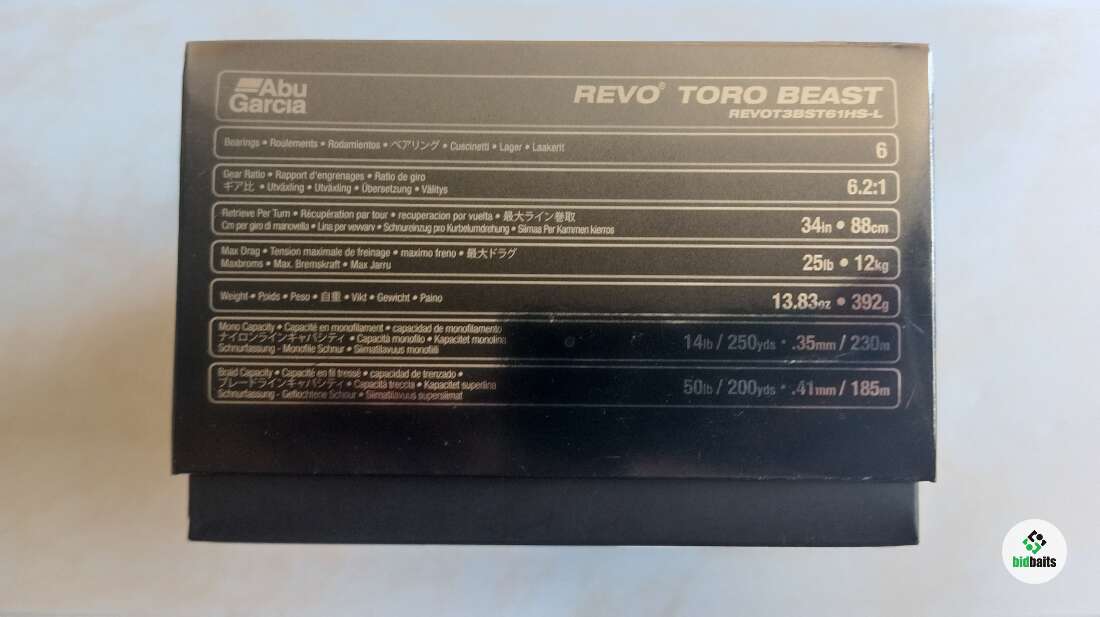 Abu
Garcia
REVO® TORO BEAST
REVOT3BST61HS-L
Bearings • Roulements • Rodamientos • ベアリング • Cuscinetti • Lager • Laakerit
6
Gear Ratio • Rapport d'engrenages • Ratio de giro
ギア比 • Utväxling • Utväxling • Übersetzung • Välitys
6.2:1
Retrieve Per Turn • Récupération par tour • recuperacion por vuelta • 最大ライン巻取
Cm per giro di manovella • Lina per vevvarv • Schnureinzug pro Kurbelumdrehung • Siimaa Per Kammen kierros
34in • 88cm
Max Drag • Tension maximale de freinage • maximo freno • 最大ドラグ
Maxbroms • Max. Bremskraft • Max Jarru
25lb • 12kg
Weight • Poids • Peso • 自重 • Vikt • Gewicht • Paino
13.83oz • 392g
Mono Capacity • Capacité en monofilament • capacidad de monofilamento
ナイロンラインキャパシティ • Capacità monofilo • Kapacitet monolina
Schnurfassung - Monofile Schnur • Siimatilavuus monofiili
14lb / 250yds • .35mm / 230m
Braid Capacity • Capacité en fil tressé • capacidad de trenzado •
ブレードラインキャパシティ • Capacità treccia • Kapacitet superlina
Schnurfassung - Geflochtene Schnur • Siimatilavuus supersiimat
50lb / 200yds • .41mm / 185m
bidbaits